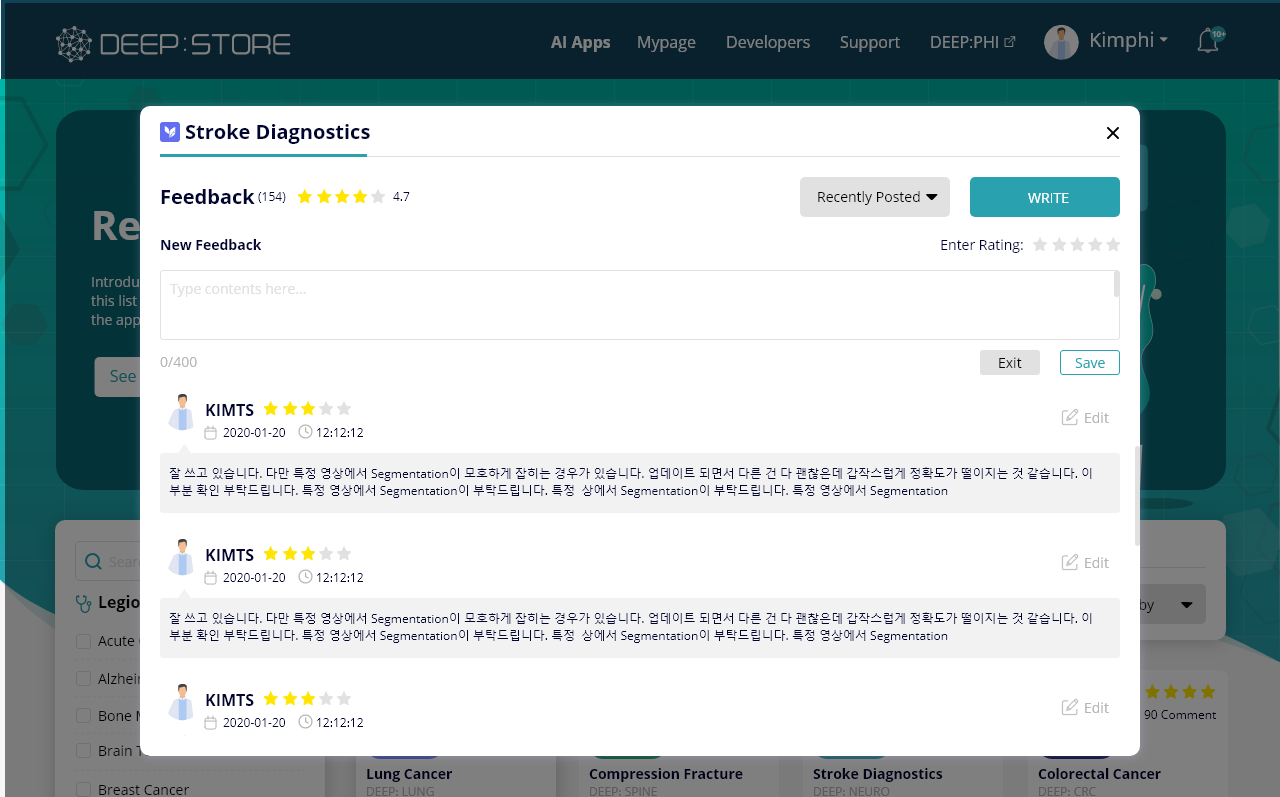 DEEP:STORE
AI Apps Mypage Developers Support DEEP:PHI Kimphi 10+
Stroke Diagnostics
Feedback (154) 4.7 Recently Posted WRITE
New Feedback Enter Rating:
Type contents here...
0/400 Exit Save
KIMTS Edit
2020-01-20 12:12:12
잘 쓰고 있습니다. 다만 특정 영상에서 Segmentation이 모호하게 잡히는 경우가 있습니다. 업데이트 되면서 다른 건 다 괜찮은데 갑작스럽게 정확도가 떨이지는 것 같습니다. 이
부분 확인 부탁드립니다. 특정 영상에서 Segmentation이 부탁드립니다. 특정 상에서 Segmentation이 부탁드립니다. 특정 영상에서 Segmentation
KIMTS Edit
2020-01-20 12:12:12
잘 쓰고 있습니다. 다만 특정 영상에서 Segmentation이 모호하게 잡히는 경우가 있습니다. 업데이트 되면서 다른 건 다 괜찮은데 갑작스럽게 정확도가 떨이지는 것 같습니다. 이
부분 확인 부탁드립니다. 특정 영상에서 Segmentation이 부탁드립니다. 특정 상에서 Segmentation이 부탁드립니다. 특정 영상에서 Segmentation
KIMTS Edit
2020-01-20 12:12:12
Re
Introdu
this list
the app
See
Sear
Legio
by
Acute
Alzhei
Bone M
90 Comment
Brain T
Breast Cancer
Lung Cancer Compression Fracture Stroke Diagnostics Colorectal Cancer
DEEP: LUNG DEEP: SPINE DEEP: NEURO DEEP: CRC